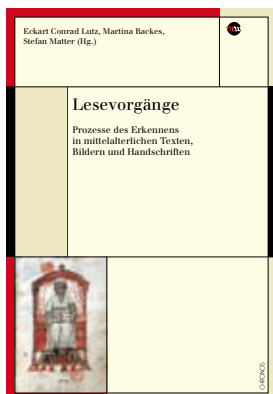 Eckart Conrad Lutz, Martina Backes,
Stefan Matter (Hg.)
Lesevorgänge
Prozesse des Erkennens
in mittelalterlichen Texten,
Bildern und Handschriften
CHRONOS